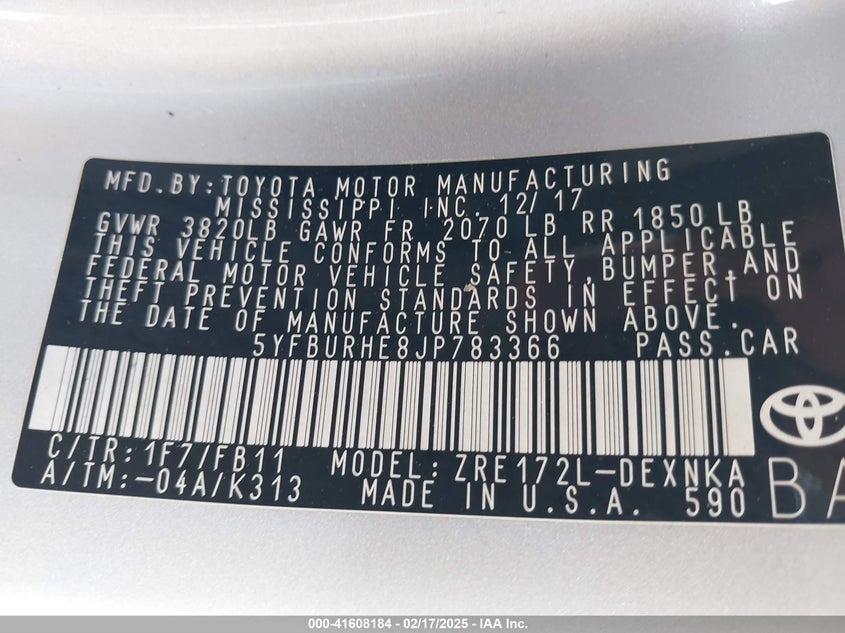 MFD.BY:TOYOTA MOTOR MANUFACTURING
MISSISSIPPI INC. 12/17
GVWR 3820LB GAWR FR 2070 LB RR 1850 LB
THIS VEHICLE CONFORMS TO ALL APPLICABLE
FEDERAL MOTOR VEHICLE SAFETY,BUMPER,AND
THEFT PREVENTION STANDARDS IN EFFECT ON
THE DATE OF MANUFACTURE SHOWN ABOVE.
5YFBURHE8JP783366 PASS.CAR
C/TR:1F7/FB11 MODEL:ZRE172L-DEXNKA
A/TM:-04A/K313 MADE IN U.S.A. 590
BA
000-41608184 - 02/17/2025 - IAA Inc.